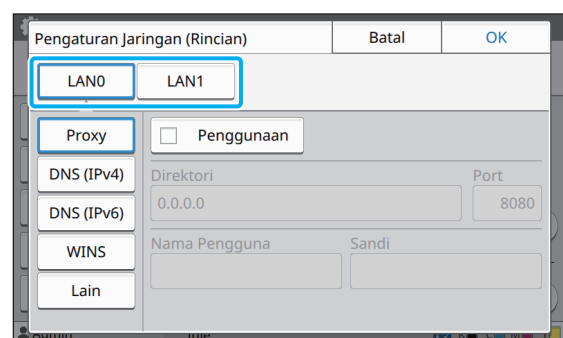 Pengaturan Jaringan (Rincian) Batal OK
LAN0 LAN1
Proxy Penggunaan
DNS (IPv4) Direktori Port
0.0.0.0 8080
DNS (IPv6)
WINS Nama Pengguna Sandi
Lain